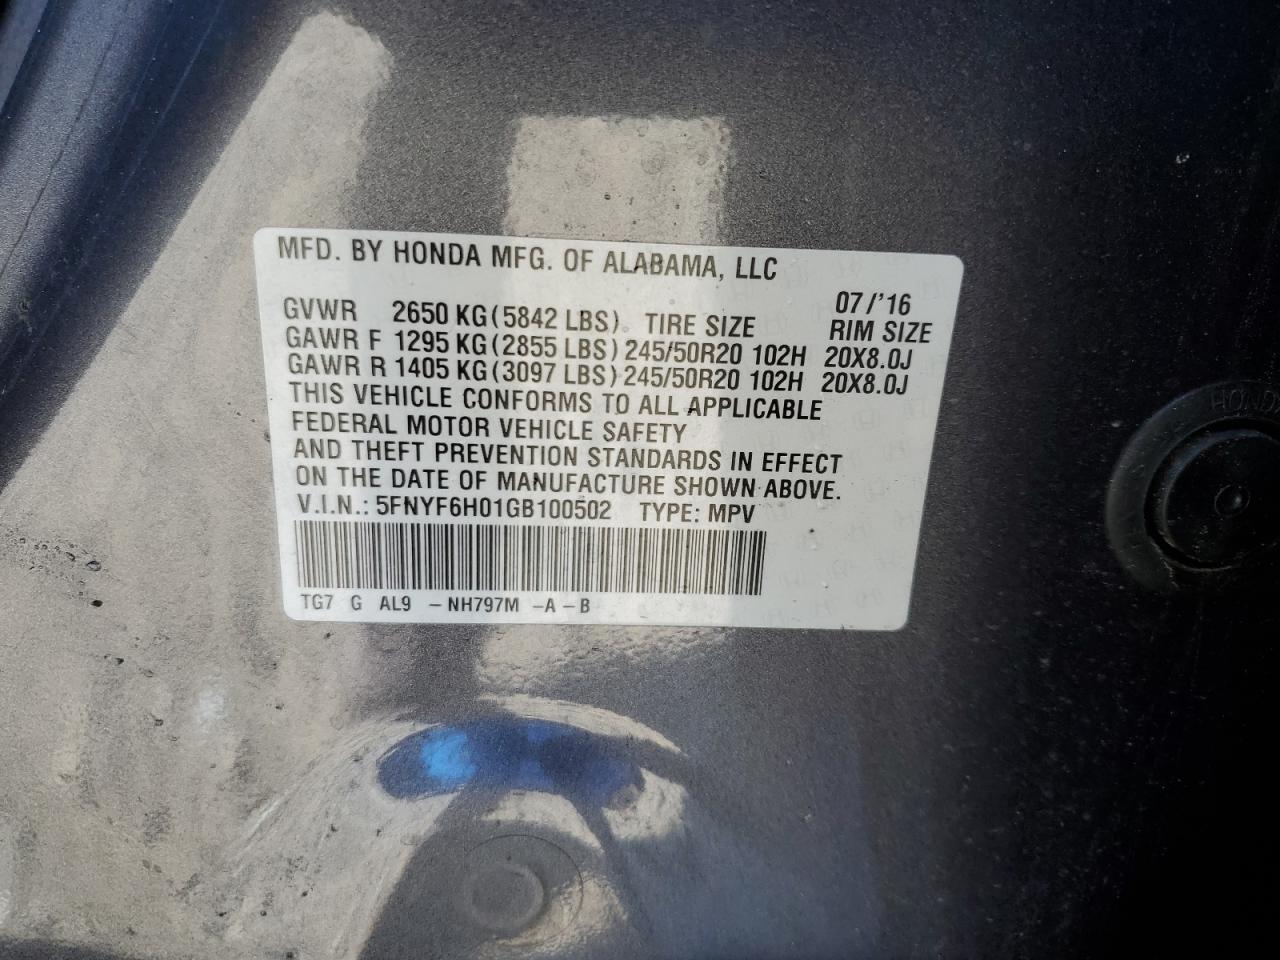 MFD. BY HONDA MFG. OF ALABAMA, LLC
07/'16
GVWR 2650 KG(5842 LBS). TIRE SIZE RIM SIZE
GAWR F 1295 KG(2855 LBS)245/50R20 102H 20X8.0J
GAWR R 1405 KG(3097 LBS)245/50R20 102H 20X8.0J
THIS VEHICLE CONFORMS TO ALL APPLICABLE
FEDERAL MOTOR VEHICLE SAFETY
AND THEFT PREVENTION STANDARDS IN EFFECT
ON THE DATE OF MANUFACTURE SHOWN ABOVE.
V.I.N.: 5FNYF6H01GB100502 TYPE: MPV
TG7 G AL9 -NH797M -A-B
HONDA